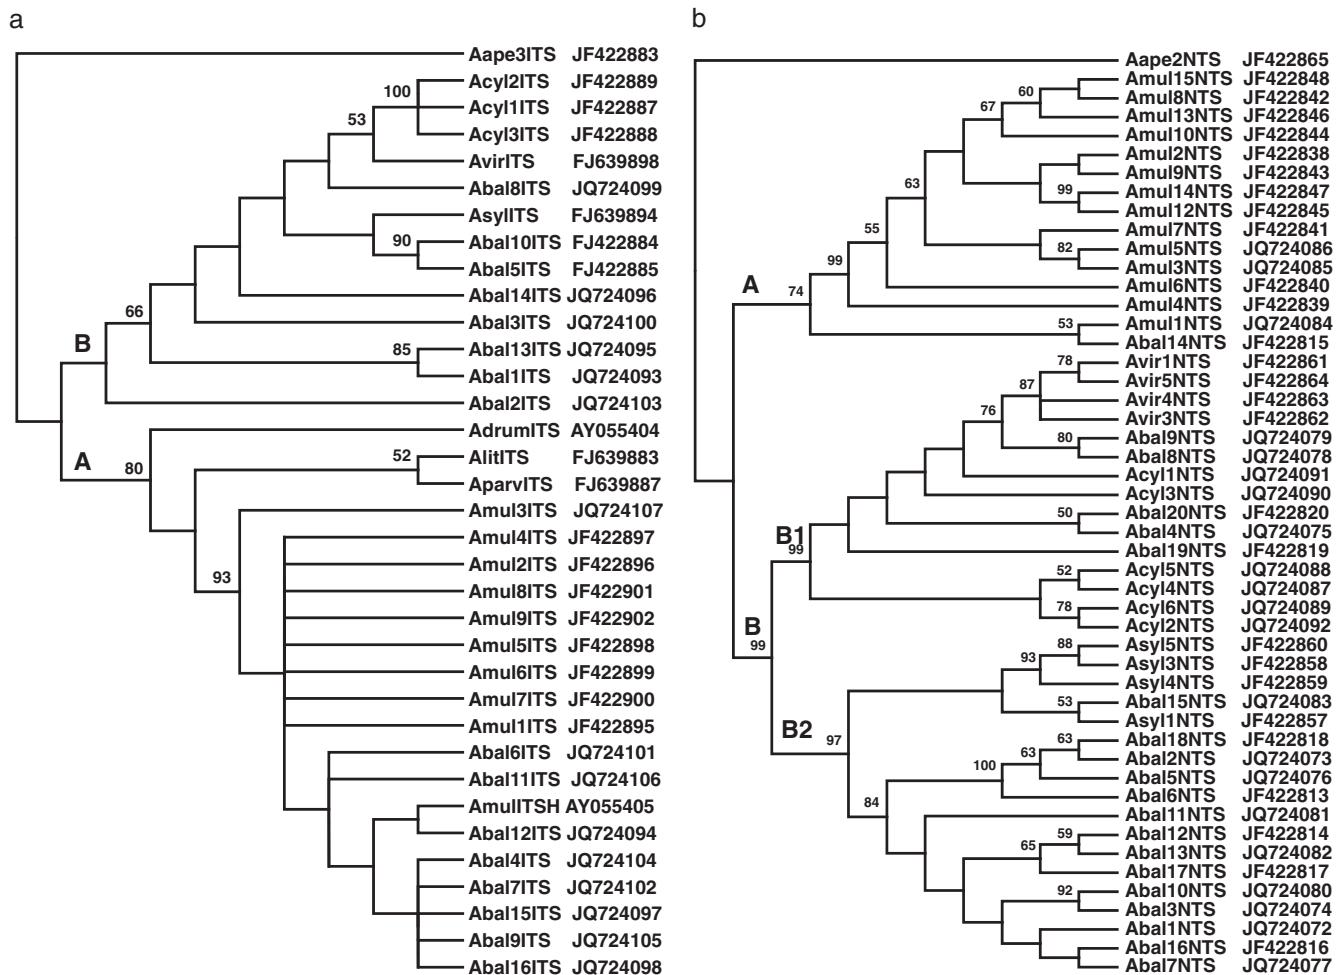 a
Aape3ITS JF422883
Acyl2ITS JF422889
100
Acyl1ITS JF422887
53
Acyl3ITS JF422888
AvirITS FJ639898
Abal8ITS JQ724099
AsylITS FJ639894
90
Abal10ITS FJ422884
Abal5ITS FJ422885
Abal14ITS JQ724096
66
Abal3ITS JQ724100
B
85
Abal13ITS JQ724095
Abal1ITS JQ724093
Abal2ITS JQ724103
AdrumITS AY055404
A
80
52
AlitITS FJ639883
AparvITS FJ639887
Amul3ITS JQ724107
Amul4ITS JF422897
Amul2ITS JF422896
93
Amul8ITS JF422901
Amul9ITS JF422902
Amul5ITS JF422898
Amul6ITS JF422899
Amul7ITS JF422900
Amul1ITS JF422895
Abal6ITS JQ724101
Abal11ITS JQ724106
AmulITSH AY055405
Abal12ITS JQ724094
Abal4ITS JQ724104
Abal7ITS JQ724102
Abal15ITS JQ724097
Abal9ITS JQ724105
Abal16ITS JQ724098
b
Aape2NTS JF422865
Amul15NTS JF422848
60
Amul8NTS JF422842
67
Amul13NTS JF422846
Amul10NTS JF422844
Amul2NTS JF422838
Amul9NTS JF422843
63
99
Amul14NTS JF422847
Amul12NTS JF422845
55
Amul7NTS JF422841
82
Amul5NTS JQ724086
99
Amul3NTS JQ724085
A
74
Amul6NTS JF422840
Amul4NTS JF422839
53
Amul1NTS JQ724084
Abal14NTS JF422815
78
Avir1NTS JF422861
87
Avir5NTS JF422864
Avir4NTS JF422863
76
Avir3NTS JF422862
80
Abal9NTS JQ724079
Abal8NTS JQ724078
Acyl1NTS JQ724091
Acyl3NTS JQ724090
50
Abal20NTS JF422820
Abal4NTS JQ724075
B1
99
Abal19NTS JF422819
52
Acyl5NTS JQ724088
Acyl4NTS JQ724087
78
Acyl6NTS JQ724089
Acyl2NTS JQ724092
B
99
88
Asyl5NTS JF422860
93
Asyl3NTS JF422858
Asyl4NTS JF422859
53
Abal15NTS JQ724083
Asyl1NTS JF422857
B2
97
63
Abal18NTS JF422818
63
Abal2NTS JQ724073
100
Abal5NTS JQ724076
Abal6NTS JF422813
84
Abal11NTS JQ724081
59
Abal12NTS JF422814
65
Abal13NTS JQ724082
Abal17NTS JF422817
92
Abal10NTS JQ724080
Abal3NTS JQ724074
Abal1NTS JQ724072
Abal16NTS JF422816
Abal7NTS JQ724077